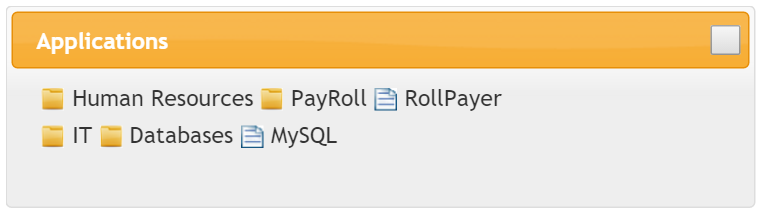 Applications
Human Resources PayRoll RollPayer
IT Databases MySQL